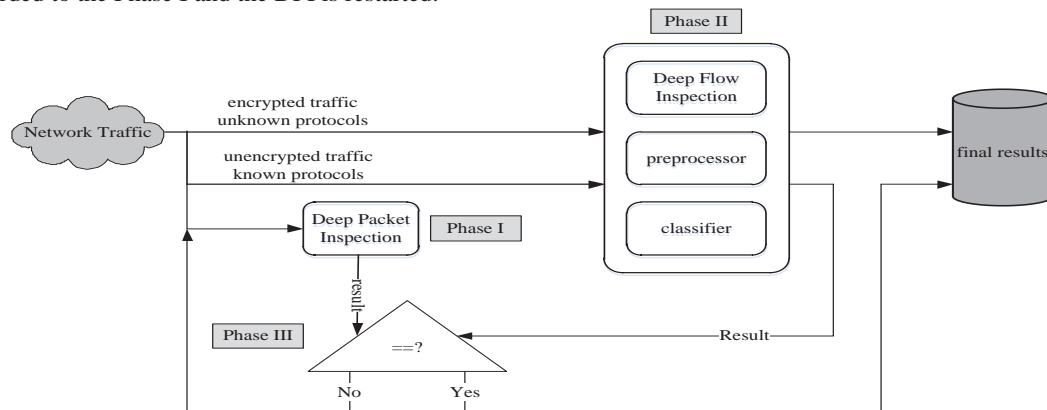 Phase II
Deep Flow
Inspection
encrypted traffic
unknown protocols
Network Traffic
final results
unencrypted traffic
known protocols
preprocessor
Deep Packet
Inspection
Phase I
classifier
result
Phase III
==?
Result
No
Yes